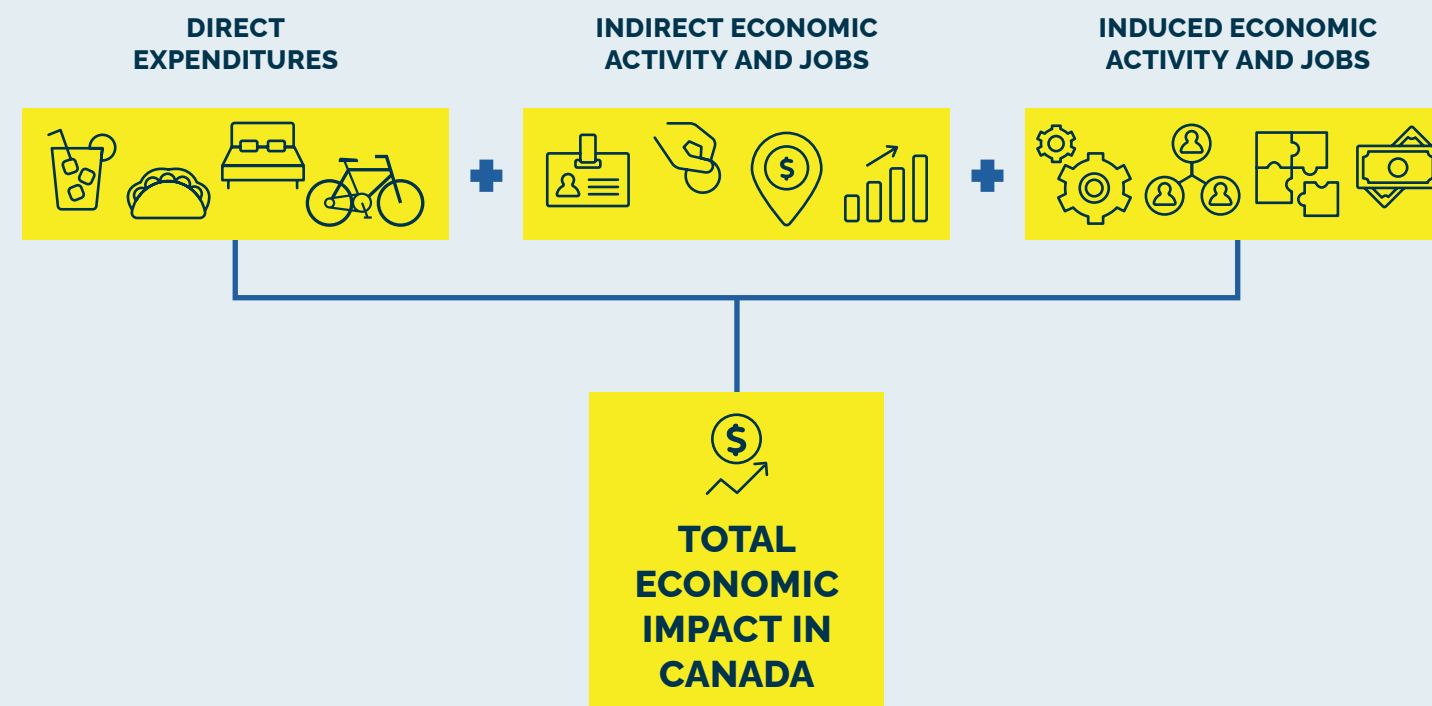 DIRECT
EXPENDITURES
INDIRECT ECONOMIC
ACTIVITY AND JOBS
INDUCED ECONOMIC
ACTIVITY AND JOBS
$
$
TOTAL
ECONOMIC
IMPACT IN
CANADA